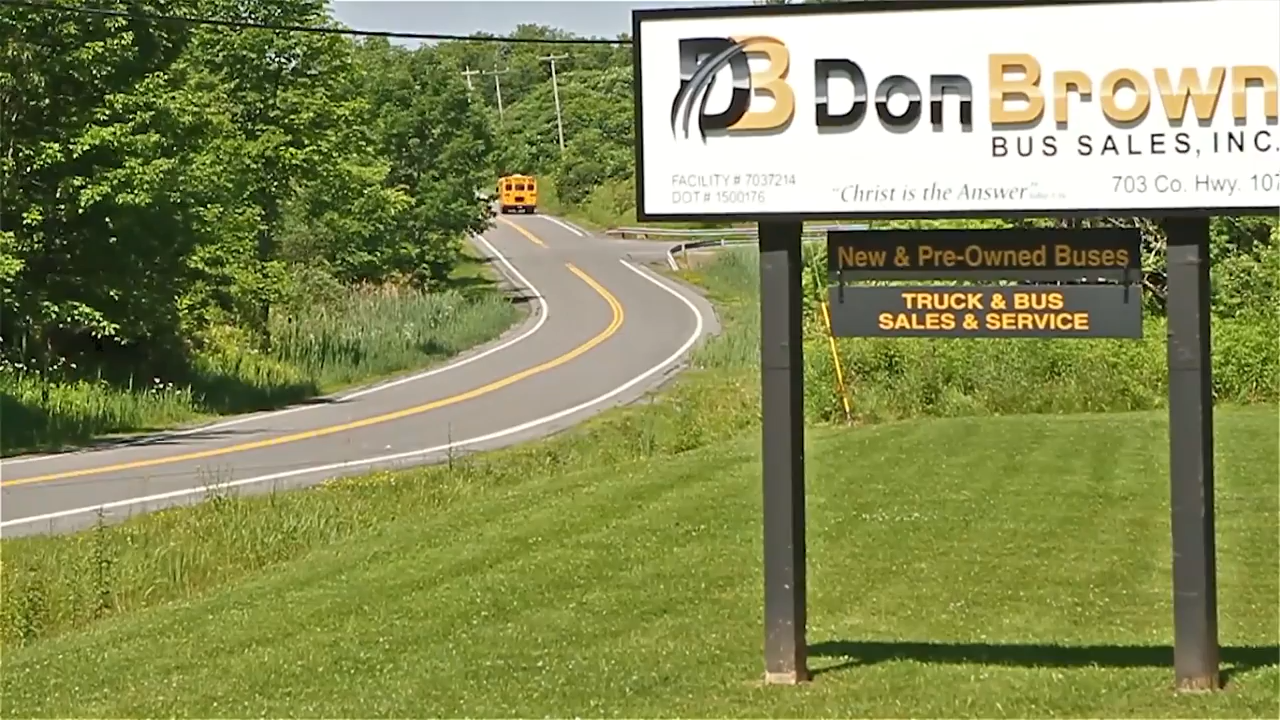 DB Don Brown
BUS SALES, INC.
FACILITY # 7037214
DOT # 1500176
"Christ is the Answer"
703 Co. Hwy. 107
New & Pre-Owned Buses
TRUCK & BUS
SALES & SERVICE